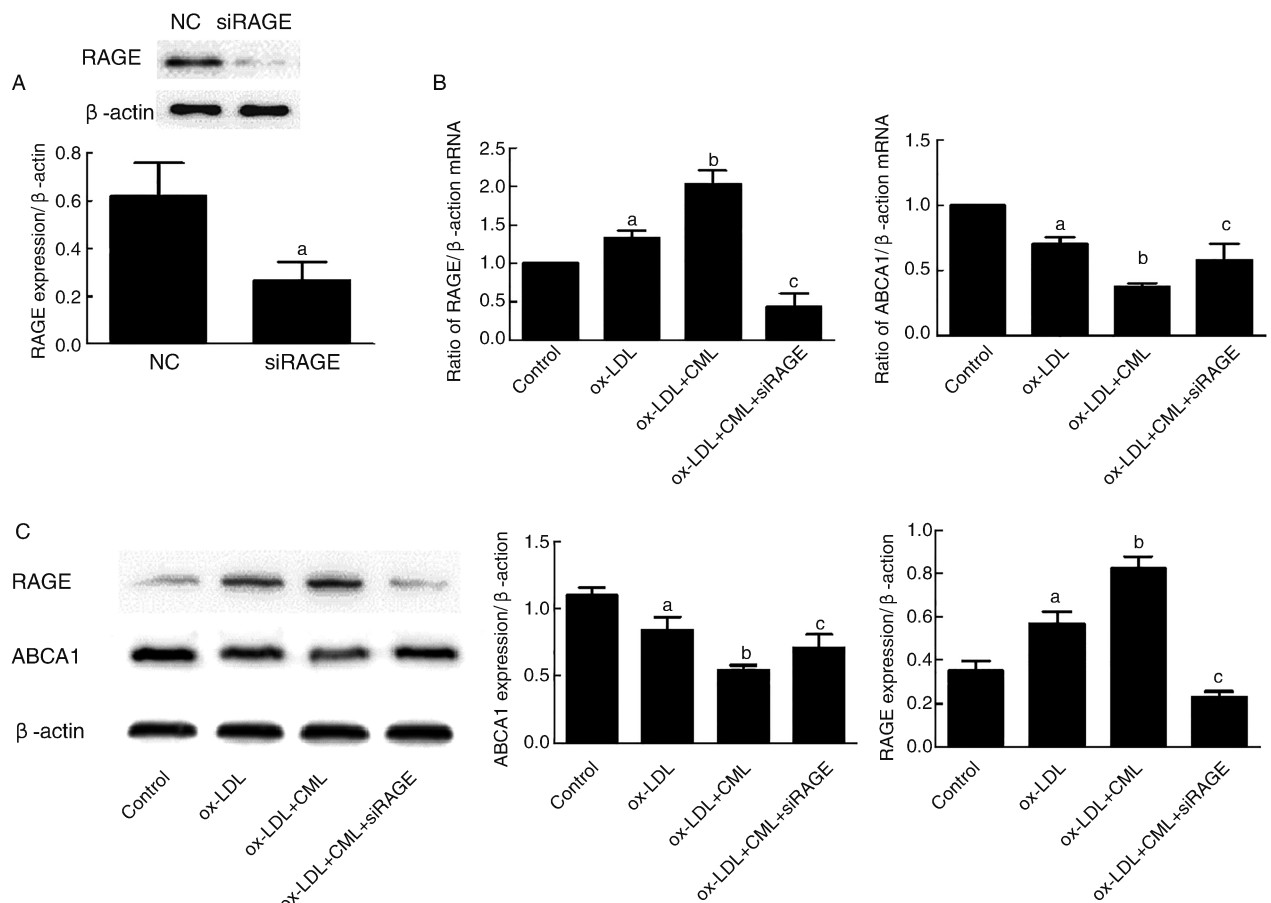 NC siRAGE
RAGE
A
β-actin
RAGE expression/β-actin
0.8
0.6
0.4
0.2
0.0
a
NC siRAGE
B
Ratio of RAGE/β-action mRNA
2.5
2.0
1.5
1.0
0.5
0.0
a
b
c
Control
ox-LDL
ox-LDL+CML
ox-LDL+CML+siRAGE
Ratio of ABCA1/β-action mRNA
1.5
1.0
0.5
0.0
a
b
c
Control
ox-LDL
ox-LDL+CML
ox-LDL+CML+siRAGE
C
RAGE
ABCA1
β-actin
Control
ox-LDL
ox-LDL+CML
ox-LDL+CML+siRAGE
ABCA1 expression/β-action
1.5
1.0
0.5
0.0
a
b
c
Control
ox-LDL
ox-LDL+CML
ox-LDL+CML+siRAGE
RAGE expression/β-action
1.0
0.8
0.6
0.4
0.2
0.0
a
b
c
Control
ox-LDL
ox-LDL+CML
ox-LDL+CML+siRAGE